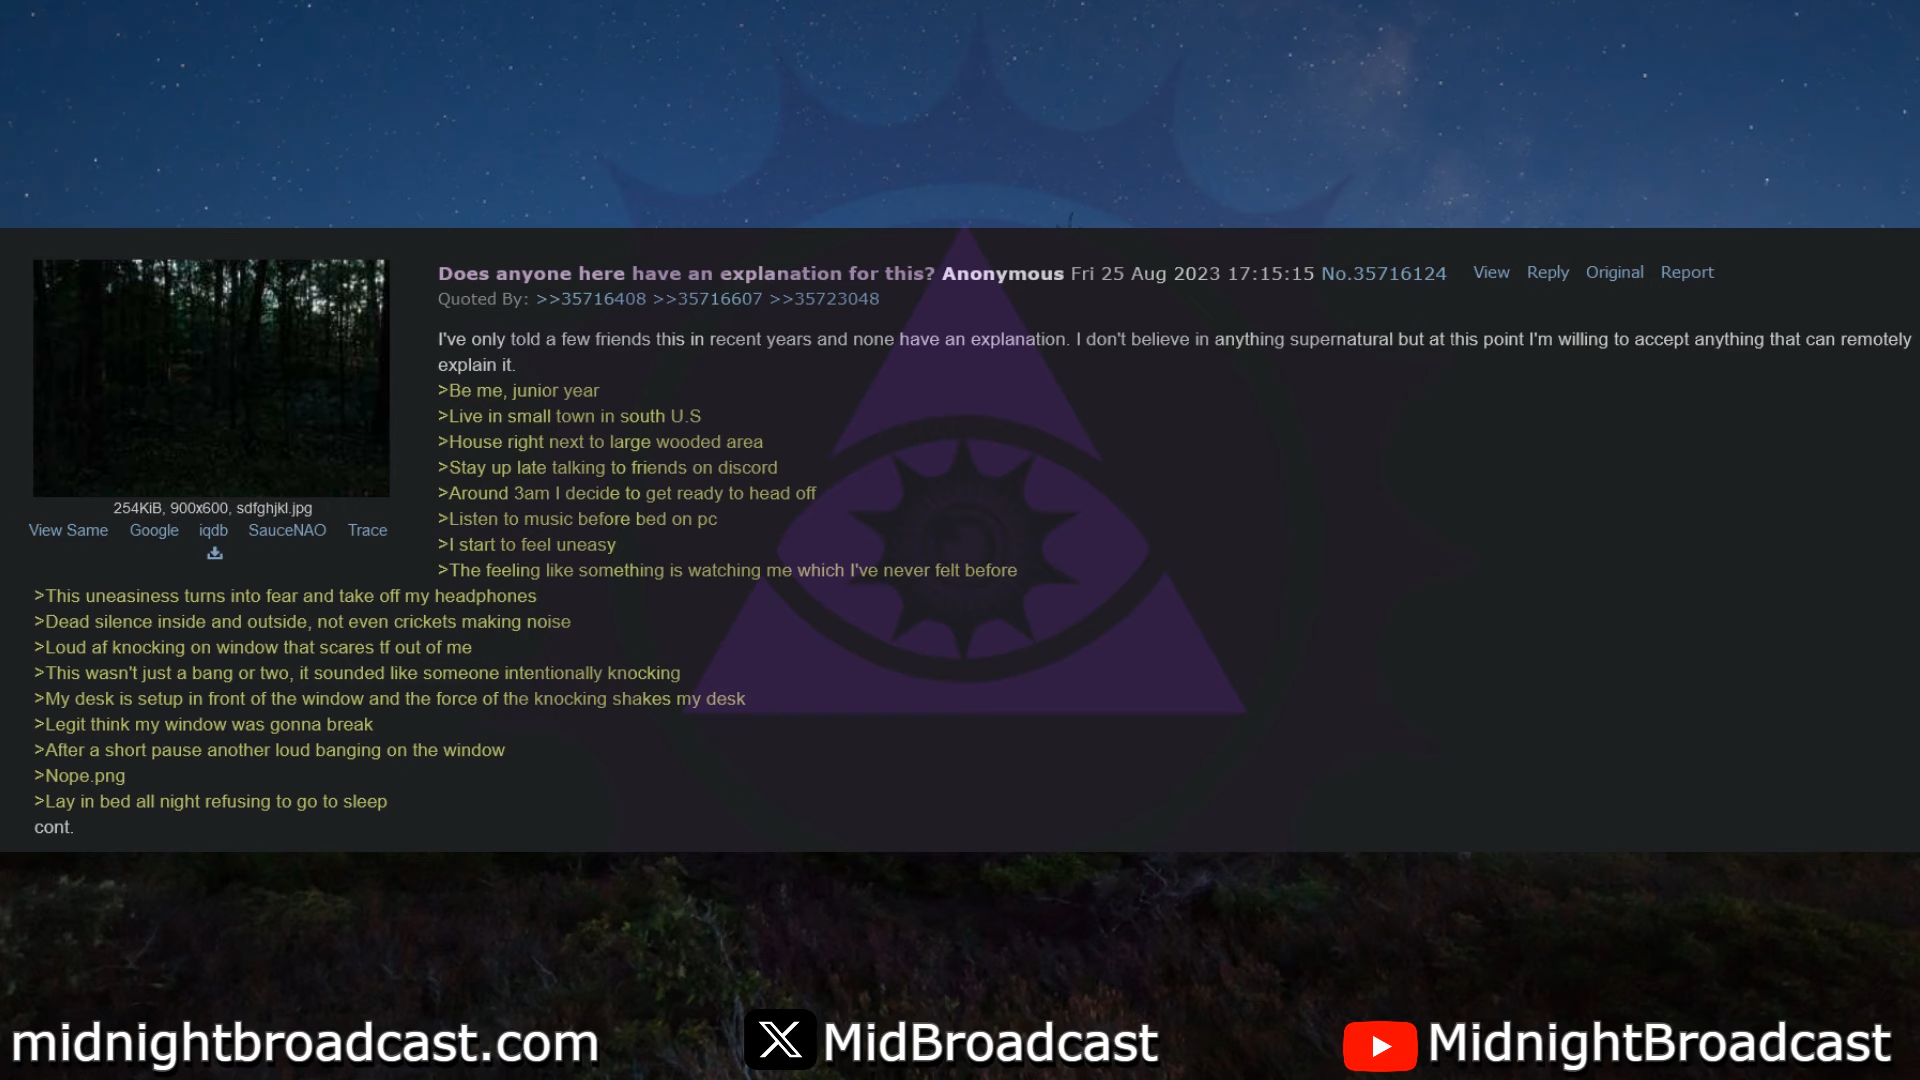 Does anyone here have an explanation for this? Anonymous Fri 25 Aug 2023 17:15:15 No.35716124 View Reply Original Report
Quoted By: >>35716408 >>35716607 >>35723048
I've only told a few friends this in recent years and none have an explanation. I don't believe in anything supernatural but at this point I'm willing to accept anything that can remotely
explain it.
>Be me, junior year
>Live in small town in south U.S
>House right next to large wooded area
>Stay up late talking to friends on discord
>Around 3am I decide to get ready to head off
>Listen to music before bed on pc
>I start to feel uneasy
>The feeling like something is watching me which I've never felt before
254KiB, 900x600, sdfghjkl.jpg
View Same Google iqdb SauceNAO Trace
>This uneasiness turns into fear and take off my headphones
>Dead silence inside and outside, not even crickets making noise
>Loud af knocking on window that scares tf out of me
>This wasn't just a bang or two, it sounded like someone intentionally knocking
>My desk is setup in front of the window and the force of the knocking shakes my desk
>Legit think my window was gonna break
>After a short pause another loud banging on the window
>Nope.png
>Lay in bed all night refusing to go to sleep
cont.
midnightbroadcast.com
MidBroadcast
MidnightBroadcast